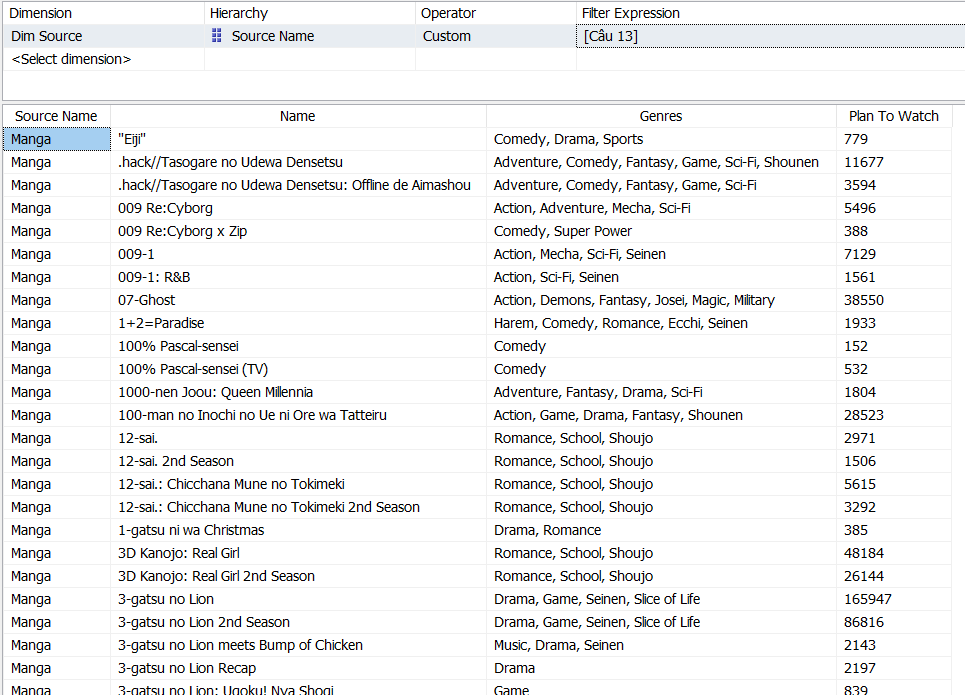 Dimension Hierarchy Operator Filter Expression
Dim Source Source Name Custom [Câu 13]
<Select dimension>
Source Name Name Genres Plan To Watch
Manga "Eiji" Comedy, Drama, Sports 779
Manga .hack//Tasogare no Udewa Densetsu Adventure, Comedy, Fantasy, Game, Sci-Fi, Shounen 11677
Manga .hack//Tasogare no Udewa Densetsu: Offline de Aimashou Adventure, Comedy, Fantasy, Game, Sci-Fi 3594
Manga 009 Re:Cyborg Action, Adventure, Mecha, Sci-Fi 5496
Manga 009 Re:Cyborg x Zip Comedy, Super Power 388
Manga 009-1 Action, Mecha, Sci-Fi, Seinen 7129
Manga 009-1: R&B Action, Sci-Fi, Seinen 1561
Manga 07-Ghost Action, Demons, Fantasy, Josei, Magic, Military 38550
Manga 1+2=Paradise Harem, Comedy, Romance, Ecchi, Seinen 1933
Manga 100% Pascal-sensei Comedy 152
Manga 100% Pascal-sensei (TV) Comedy 532
Manga 1000-nen Joou: Queen Millennia Adventure, Fantasy, Drama, Sci-Fi 1804
Manga 100-man no Inochi no Ue ni Ore wa Tatteiru Action, Game, Drama, Fantasy, Shounen 28523
Manga 12-sai. Romance, School, Shoujo 2971
Manga 12-sai. 2nd Season Romance, School, Shoujo 1506
Manga 12-sai.: Chicchana Mune no Tokimeki Romance, School, Shoujo 5615
Manga 12-sai.: Chicchana Mune no Tokimeki 2nd Season Romance, School, Shoujo 3292
Manga 1-gatsu ni wa Christmas Drama, Romance 385
Manga 3D Kanojo: Real Girl Romance, School, Shoujo 48184
Manga 3D Kanojo: Real Girl 2nd Season Romance, School, Shoujo 26144
Manga 3-gatsu no Lion Drama, Game, Seinen, Slice of Life 165947
Manga 3-gatsu no Lion 2nd Season Drama, Game, Seinen, Slice of Life 86816
Manga 3-gatsu no Lion meets Bump of Chicken Music, Drama, Seinen 2143
Manga 3-gatsu no Lion Recap Drama 2197
Manga 3-gatsu no Lion: Ugoku! Nya Shogi Game 839